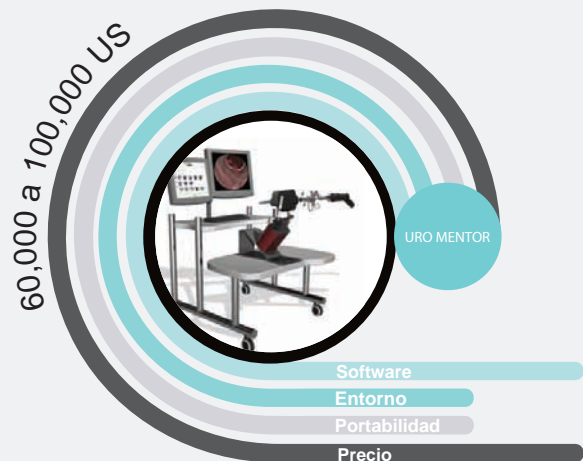 60,000 a 100,000 US
URO MENTOR
Software
Entorno
Portabilidad
Precio